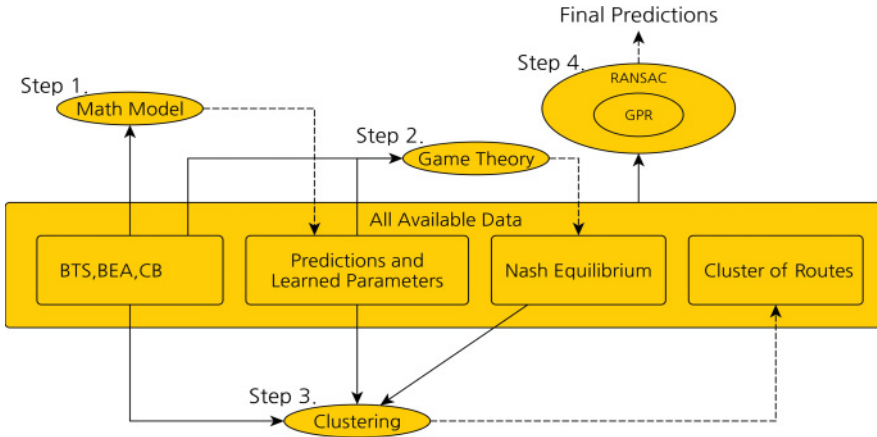 Final Predictions
Step 4.
RANSAC
GPR
Step 1.
Math Model
Step 2.
Game Theory
All Available Data
BTS,BEA,CB
Predictions and
Learned Parameters
Nash Equilibrium
Cluster of Routes
Step 3.
Clustering